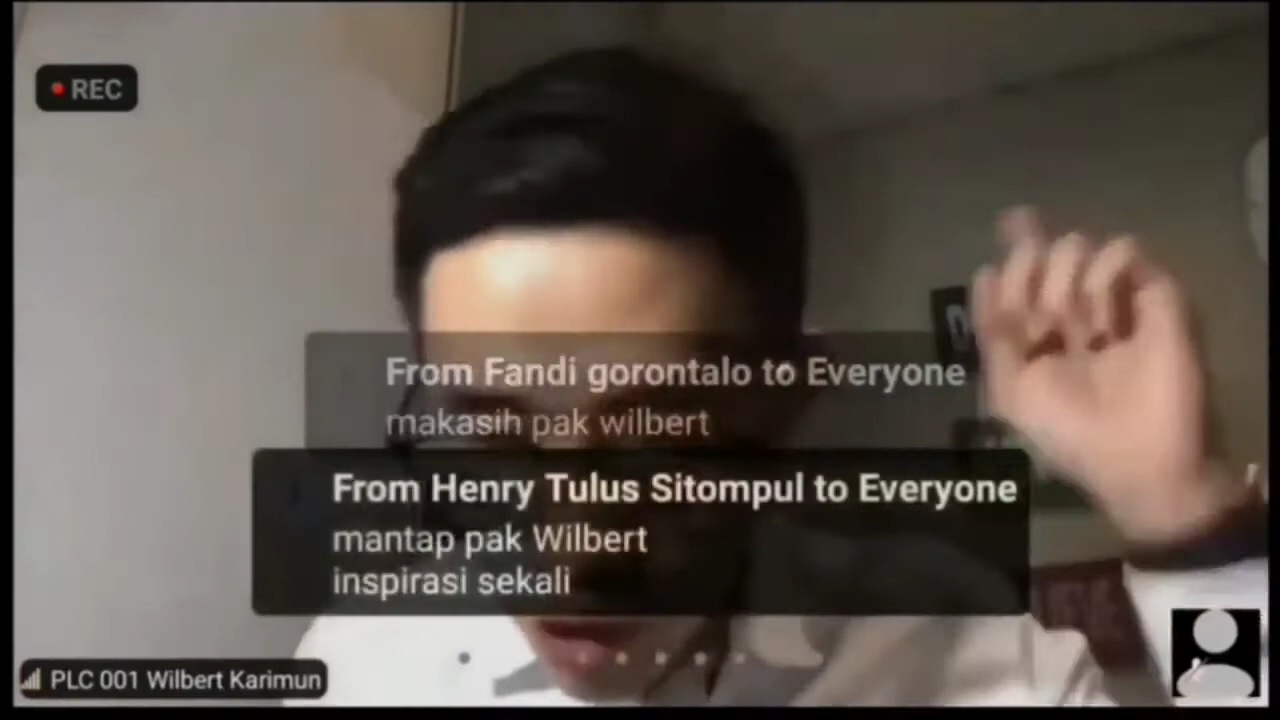 REC
From Fandi gorontalo to Everyone
makasih pak wilbert
From Henry Tulus Sitompul to Everyone
mantap pak Wilbert
inspirasi sekali
PLC 001 Wilbert Karimun